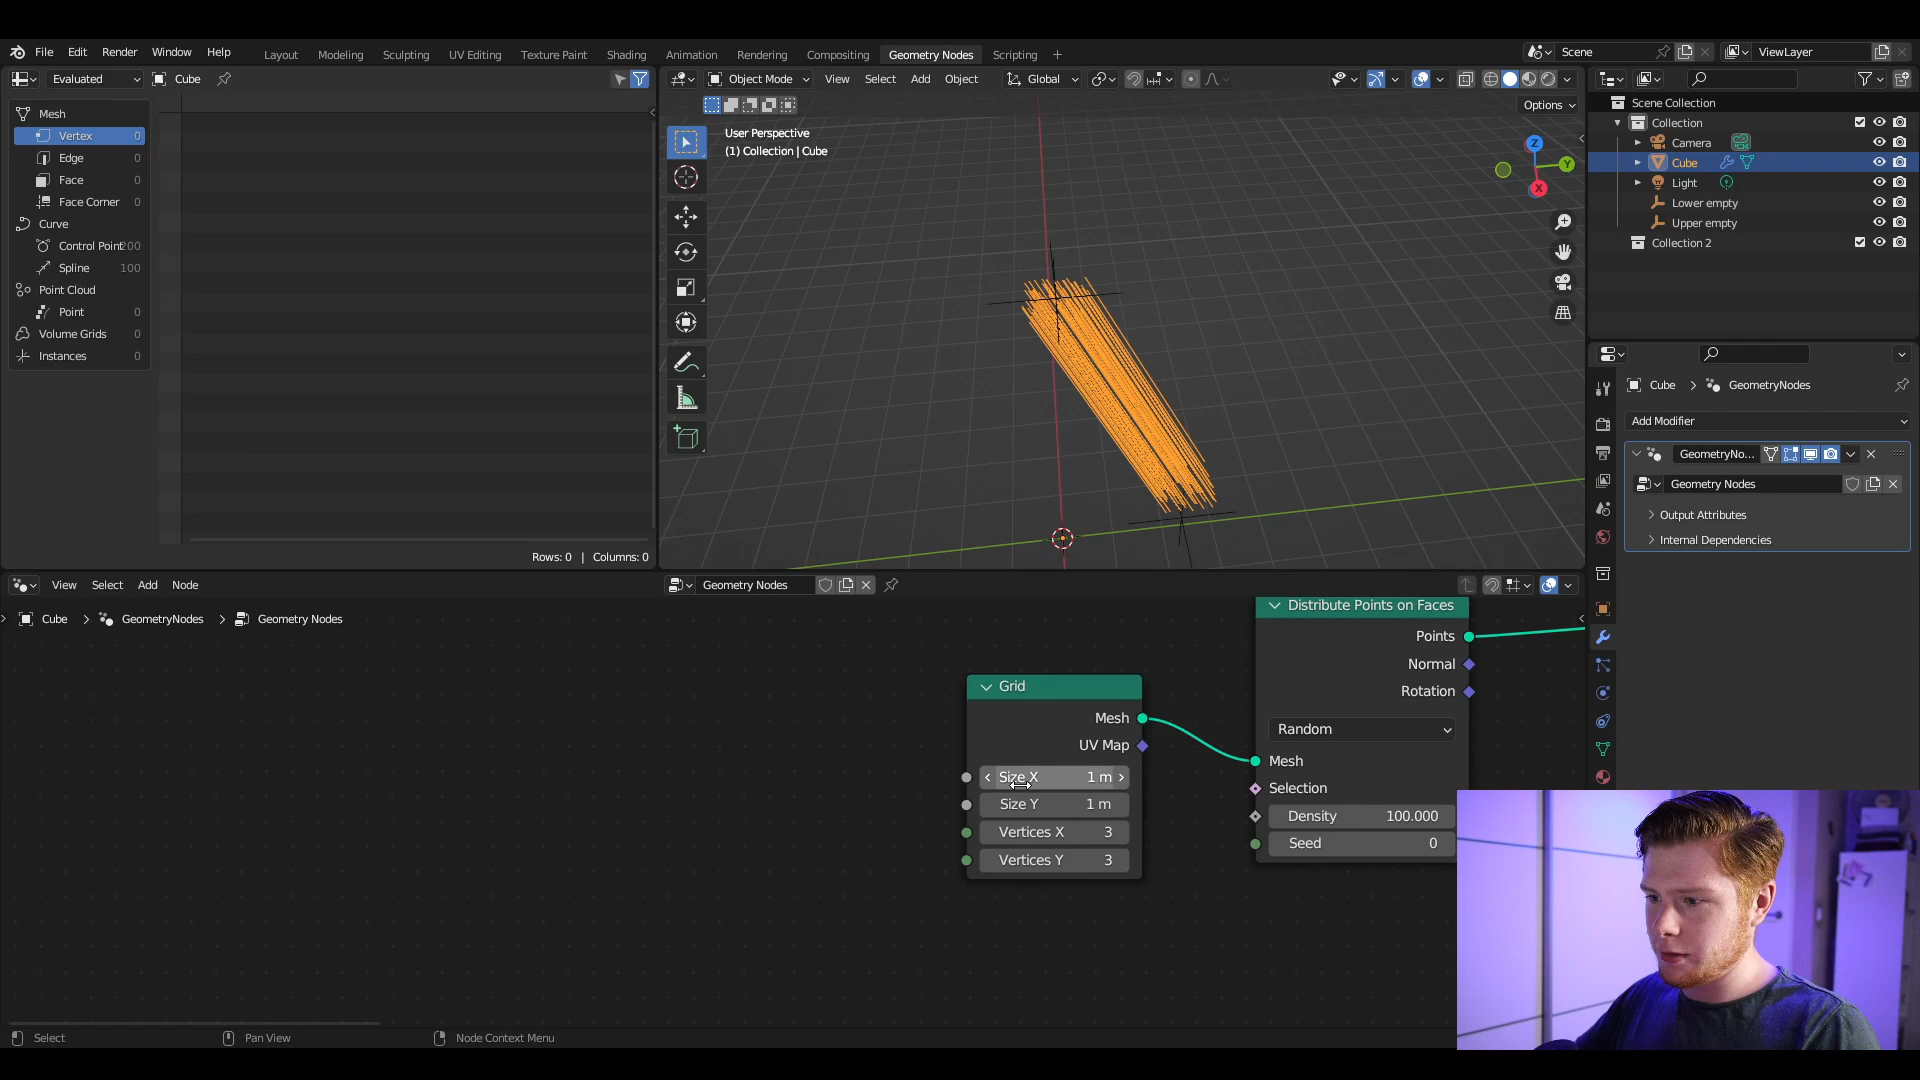 File Edit Render Window Help Layout Modeling Sculpting UV Editing Texture Paint Shading Animation Rendering Compositing Geometry Nodes Scripting + Scene ViewLayer
Evaluated Cube
Mesh
Vertex 0
Edge 0
Face 0
Face Corner 0
Curve
Control Point 200
Spline 100
Point Cloud
Point 0
Volume Grids 0
Instances 0
Rows: 0 | Columns: 0
Object Mode View Select Add Object Global
Options
User Perspective
(1) Collection | Cube
Z
Y
X
Scene Collection
Collection
Camera
Cube
Light
Lower empty
Upper empty
Collection 2
Cube > GeometryNodes
Add Modifier
GeometryNo...
Geometry Nodes
> Output Attributes
> Internal Dependencies
View Select Add Node Geometry Nodes
Cube > GeometryNodes > Geometry Nodes
Grid
Mesh
UV Map
Size X 1 m
Size Y 1 m
Vertices X 3
Vertices Y 3
Distribute Points on Faces
Points
Normal
Rotation
Random
Mesh
Selection
Density 100.000
Seed 0
Select Pan View Node Context Menu